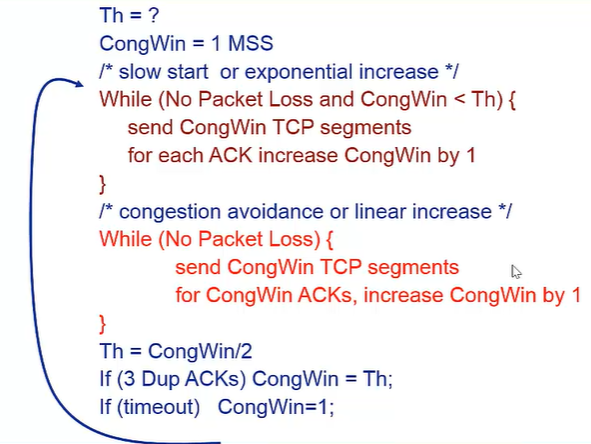 Th = ?
CongWin = 1 MSS
/* slow start or exponential increase */
While (No Packet Loss and CongWin < Th) {
send CongWin TCP segments
for each ACK increase CongWin by 1
}
/* congestion avoidance or linear increase */
While (No Packet Loss) {
send CongWin TCP segments
for CongWin ACKs, increase CongWin by 1
}
Th = CongWin/2
If (3 Dup ACKs) CongWin = Th;
If (timeout) CongWin=1;